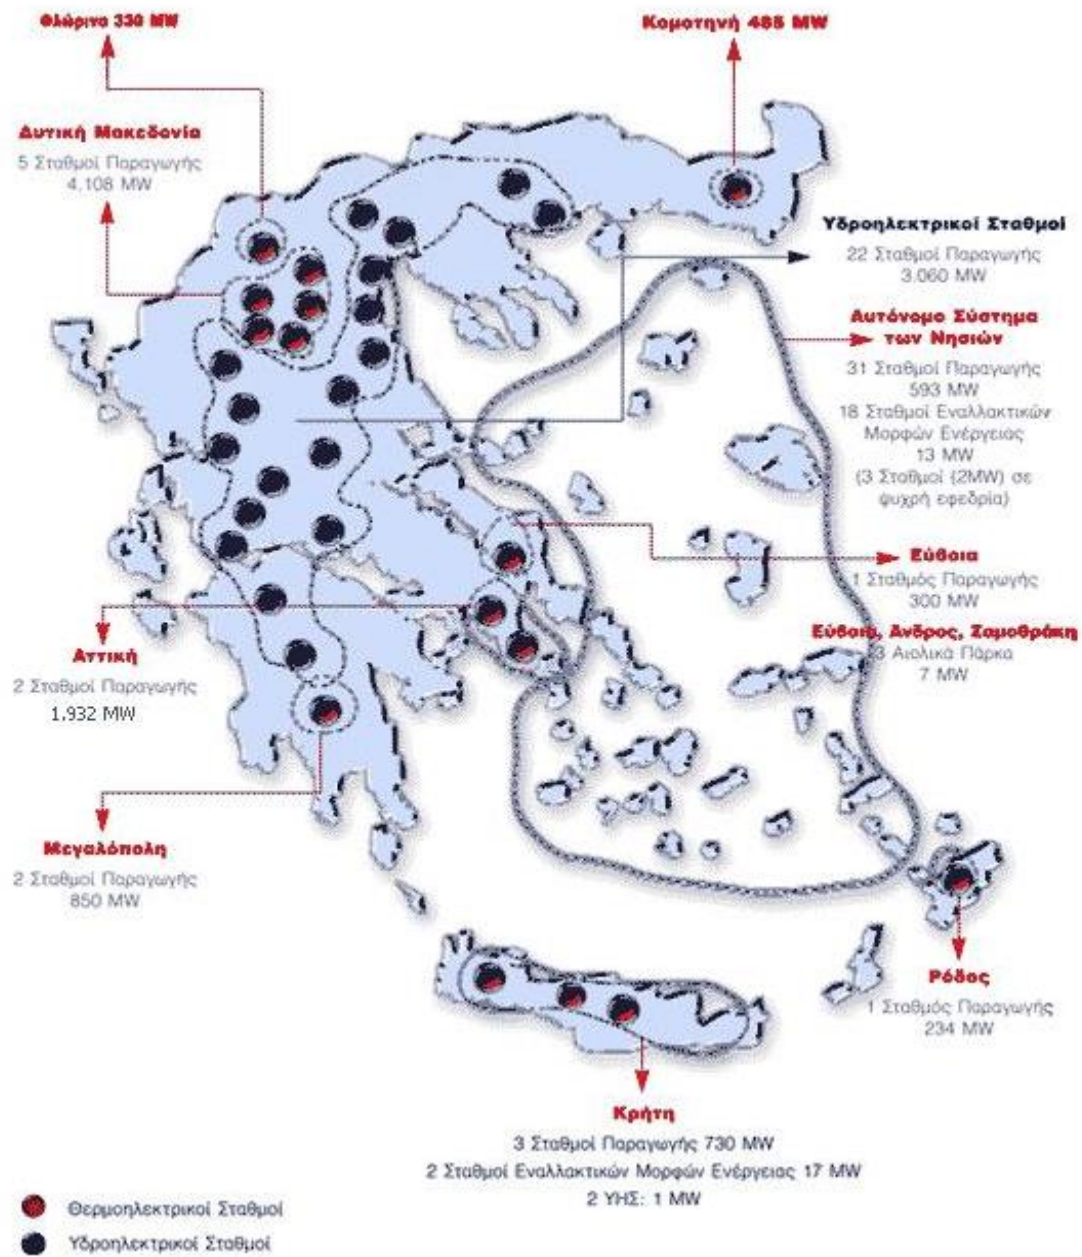 Φλώρινα 330 MW
Κομοτηνή 485 MW
Δυτική Μακεδονία
5 Σταθμοί Παραγωγής
4.108 MW
Υδροηλεκτρικοί Σταθμοί
22 Σταθμοί Παραγωγής
3.060 MW
Αυτόνομο Σύστημα
των Νησιών
31 Σταθμοί Παραγωγής
593 MW
18 Σταθμοί Εναλλακτικών
Μορφών Ενέργειας
13 MW
(3 Σταθμοί (2MW) σε
ψυχρή εφεδρία)
Εύβοια
1 Σταθμός Παραγωγής
300 MW
Εύβοια, Άνδρος, Σαμοθράκη
3 Αιολικά Πάρκα
7 MW
Αττική
2 Σταθμοί Παραγωγής
1.932 MW
Μεγαλόπολη
2 Σταθμοί Παραγωγής
850 MW
Ρόδος
1 Σταθμός Παραγωγής
234 MW
Κρήτη
3 Σταθμοί Παραγωγής 730 MW
2 Σταθμοί Εναλλακτικών Μορφών Ενέργειας 17 MW
2 ΥΗΣ: 1 MW
Θερμοηλεκτρικοί Σταθμοί
Υδροηλεκτρικοί Σταθμοί